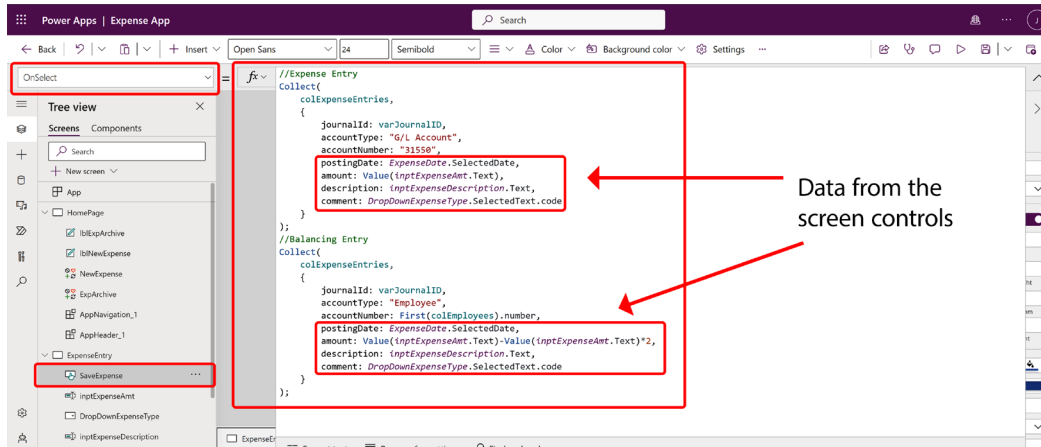 Power Apps | Expense App
Search
Back
Insert
Open Sans
24
Semibold
Color
Background color
Settings
OnSelect
=
fx
Tree view
Screens Components
Search
New screen
App
HomePage
lblExpArchive
lblNewExpense
NewExpense
ExpArchive
AppNavigation_1
AppHeader_1
ExpenseEntry
SaveExpense
inptExpenseAmt
DropDownExpenseType
inptExpenseDescription
//Expense Entry
Collect(
colExpenseEntries,
{
journalId: varJournalID,
accountType: "G/L Account",
accountNumber: "31550",
postingDate: ExpenseDate.SelectedDate,
amount: Value(inptExpenseAmt.Text),
description: inptExpenseDescription.Text,
comment: DropDownExpenseType.SelectedText.code
}
);
//Balancing Entry
Collect(
colExpenseEntries,
{
journalId: varJournalID,
accountType: "Employee",
accountNumber: First(colEmployees).number,
postingDate: ExpenseDate.SelectedDate,
amount: Value(inptExpenseAmt.Text)-Value(inptExpenseAmt.Text)*2,
description: inptExpenseDescription.Text,
comment: DropDownExpenseType.SelectedText.code
}
);
Data from the
screen controls
ExpenseEn